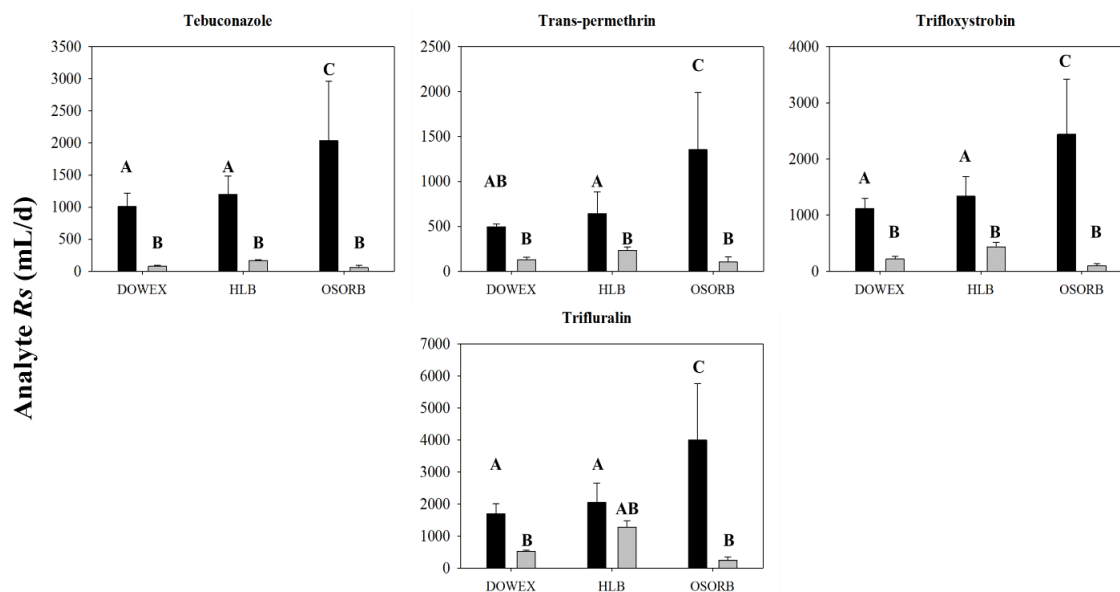 Analyte Rs (mL/d)
Tebuconazole
3500
3000
2500
2000
1500
1000
500
0
A
B
A
B
C
B
DOWEX HLB OSORB
Trans-permethrin
2500
2000
1500
1000
500
0
AB
B
A
B
C
B
DOWEX HLB OSORB
Trifloxystrobin
4000
3000
2000
1000
0
A
B
A
B
C
B
DOWEX HLB OSORB
Trifluralin
7000
6000
5000
4000
3000
2000
1000
0
A
B
A
AB
C
B
DOWEX HLB OSORB